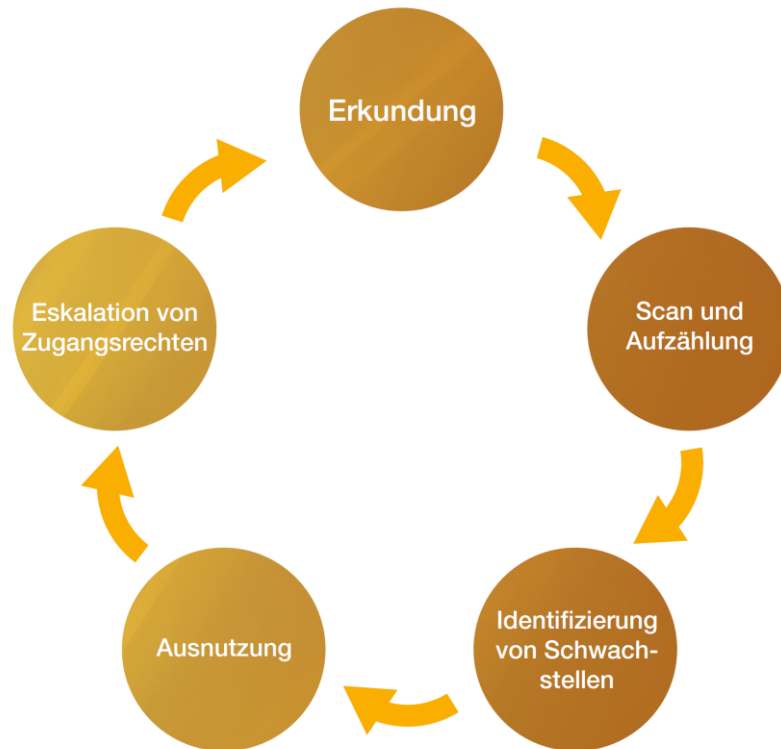 Erkundung
Scan und
Aufzählung
Identifizierung
von Schwach-
stellen
Ausnutzung
Eskalation von
Zugangsrechten